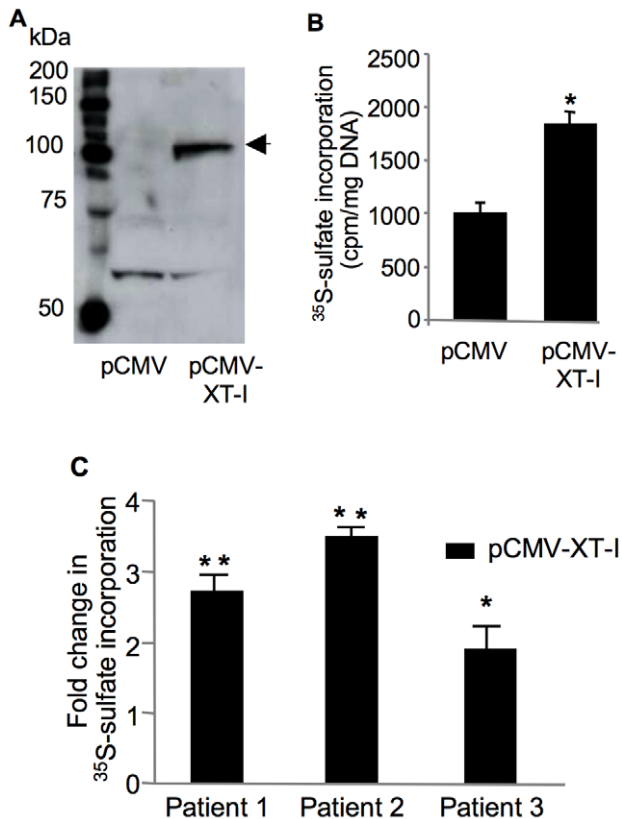 A
kDa
200
150
100
75
50
pCMV
pCMV-
XT-I
B
³⁵S-sulfate incorporation
(cpm/mg DNA)
2500
2000
1500
1000
500
0
*
pCMV
pCMV-
XT-I
C
Fold change in
³⁵S-sulfate incorporation
4
3
2
1
0
**
**
*
pCMV-XT-I
Patient 1
Patient 2
Patient 3